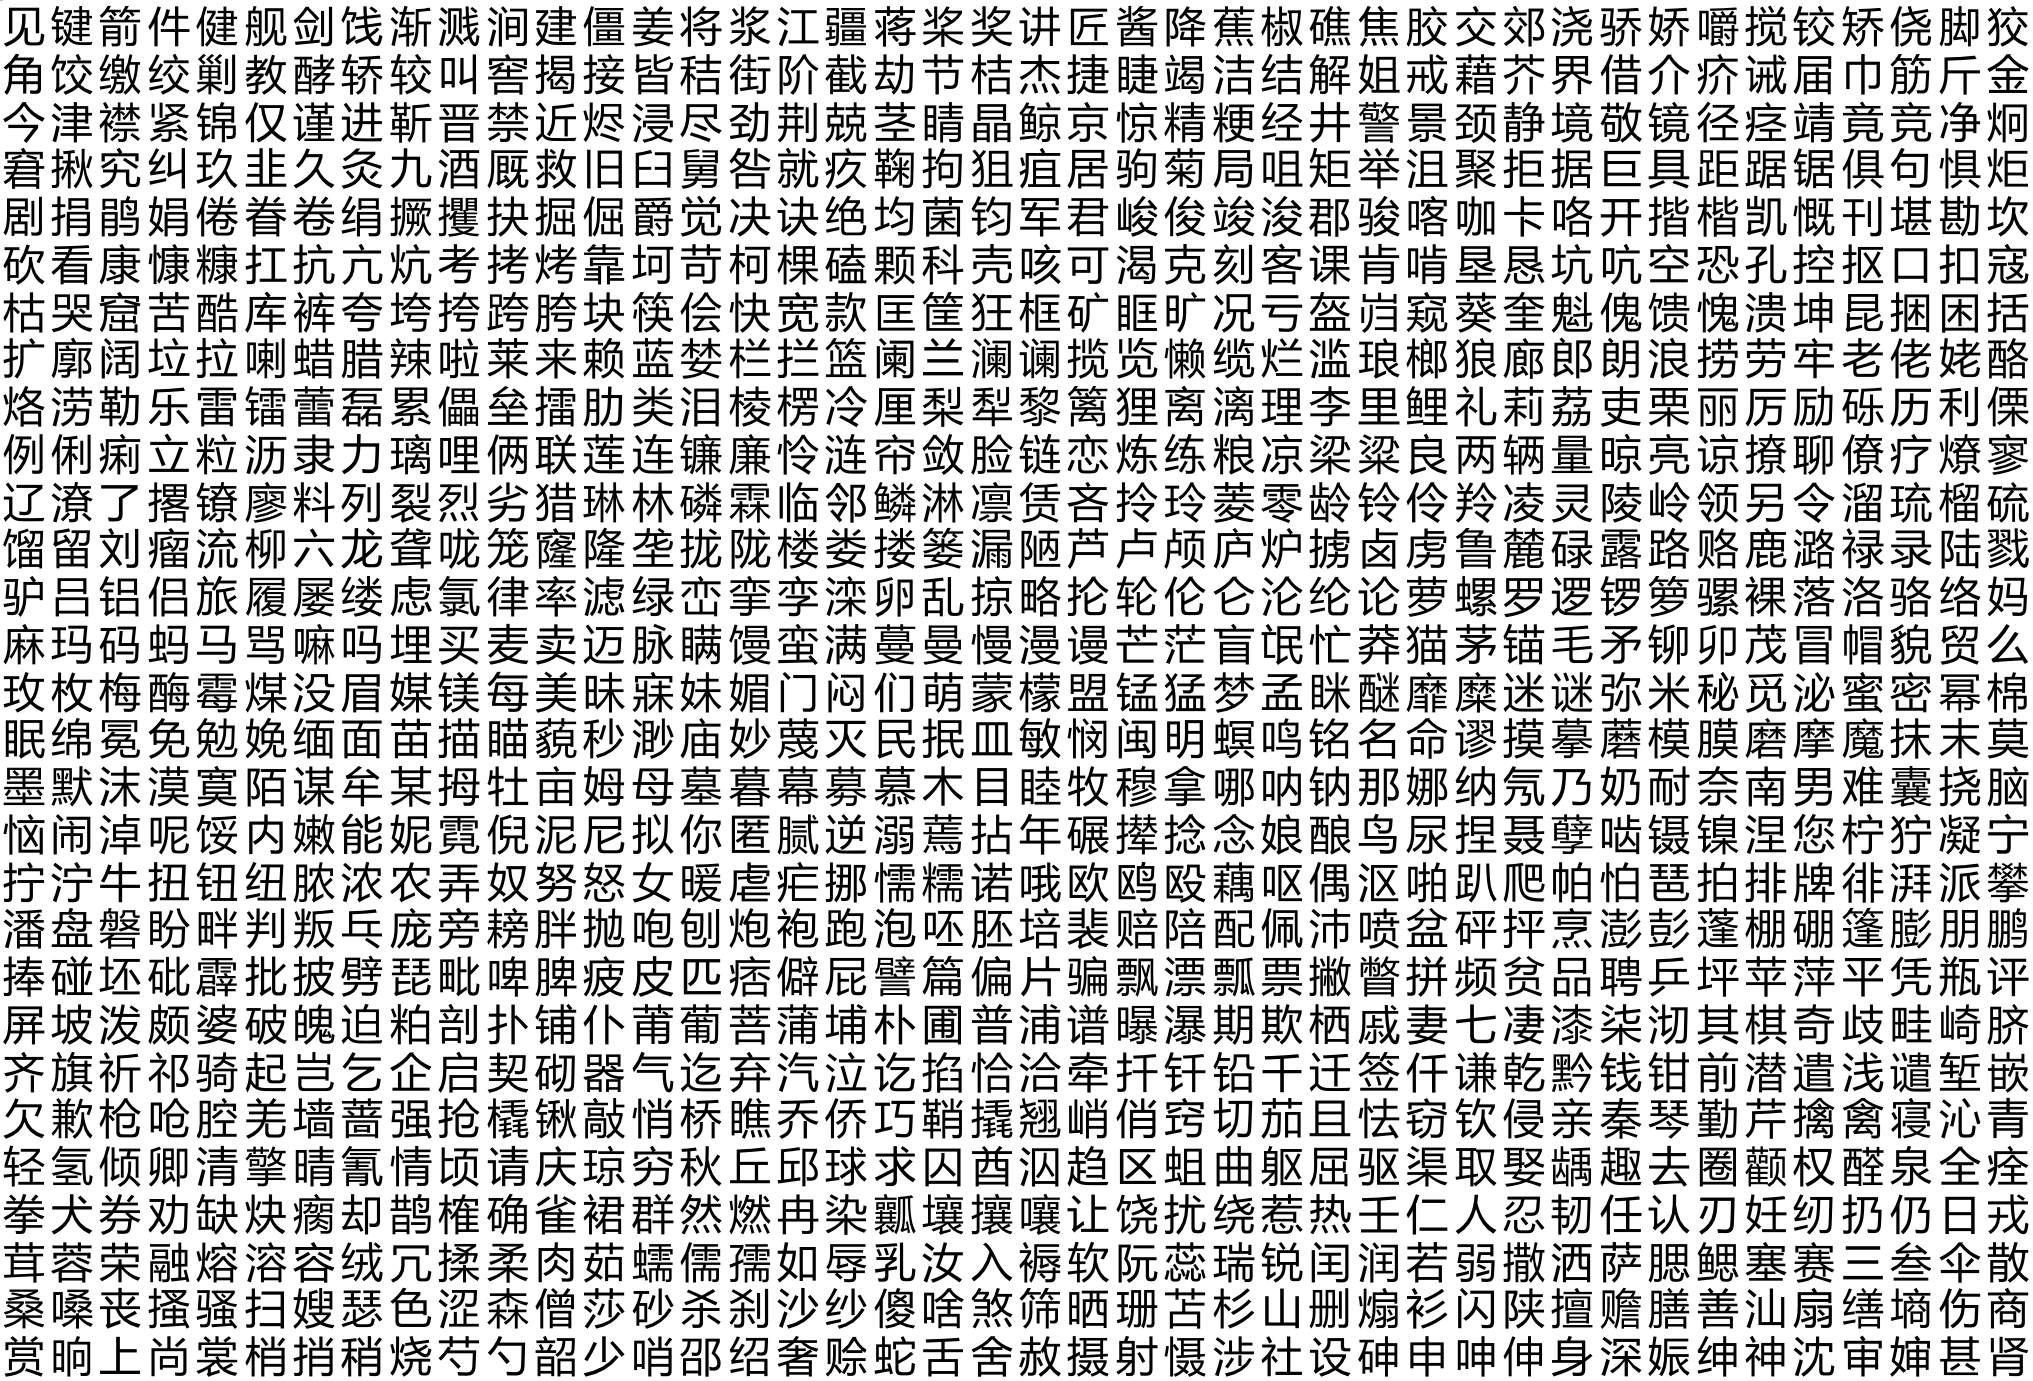 见键箭件健舰剑饯渐溅涧建僵姜将浆江疆蒋桨奖讲匠酱降蕉椒礁焦胶交郊浇骄娇嚼搅铰矫侥脚狡
角饺缴绞剿教酵轿较叫窖揭接皆秸街阶截劫节桔杰捷睫竭洁结解姐戒藉芥界借介疥诫届巾筋斤金
今津襟紧锦仅谨进靳晋禁近烬浸尽劲荆兢茎睛晶鲸京惊精粳经井警景颈静境敬镜径痉靖竟竞净炯
窘揪究纠玖韭久灸九酒厩救旧臼舅咎就疚鞠拘狙疽居驹菊局咀矩举沮聚拒据巨具距踞锯俱句惧炬
剧捐鹃娟倦眷卷绢撅攫抉掘倔爵觉决诀绝均菌钧军君峻俊竣浚郡骏喀咖卡咯开揩楷凯慨刊堪勘坎
砍看康慷糠扛抗亢炕考拷烤靠坷苛柯棵磕颗科壳咳可渴克刻客课肯啃垦恳坑吭空恐孔控抠口扣寇
枯哭窟苦酷库裤夸垮挎跨胯块筷侩快宽款匡筐狂框矿眶旷况亏盔岿窥葵奎魁傀馈愧溃坤昆捆困括
扩廓阔垃拉喇蜡腊辣啦莱来赖蓝婪栏拦篮阑兰澜谰揽览懒缆烂滥琅榔狼廊郎朗浪捞劳牢老佬姥酪
烙涝勒乐雷镭蕾磊累儡垒擂肋类泪棱楞冷厘梨犁黎篱狸离漓理李里鲤礼莉荔吏栗丽厉励砾历利傈
例俐痢立粒沥隶力璃哩俩联莲连镰廉怜涟帘敛脸链恋炼练粮凉梁粱良两辆量晾亮谅撩聊僚疗燎寥
辽潦了撂镣廖料列裂烈劣猎琳林磷霖临邻鳞淋凛赁吝拎玲菱零龄铃伶羚凌灵陵岭领另令溜琉榴硫
馏留刘瘤流柳六龙聋咙笼窿隆垄拢陇楼娄搂篓漏陋芦卢颅庐炉掳卤虏鲁麓碌露路赂鹿潞禄录陆戮
驴吕铝侣旅履屡缕虑氯律率滤绿峦挛孪滦卵乱掠略抡轮伦仑沦纶论萝螺罗逻锣箩骡裸落洛骆络妈
麻玛码蚂马骂嘛吗埋买麦卖迈脉瞒馒蛮满蔓曼慢漫谩芒茫盲氓忙莽猫茅锚毛矛铆卯茂冒帽貌贸么
玫枚梅酶霉煤没眉媒镁每美昧寐妹媚门闷们萌蒙檬盟锰猛梦孟眯醚靡糜迷谜弥米秘觅泌蜜密幂棉
眠绵冕免勉娩缅面苗描瞄藐秒渺庙妙蔑灭民抿皿敏悯闽明螟鸣铭名命谬摸摹蘑模膜磨摩魔抹末莫
墨默沫漠寞陌谋牟某拇牡亩姆母墓暮幕募慕木目睦牧穆拿哪呐钠那娜纳氖乃奶耐奈南男难囊挠脑
恼闹淖呢馁内嫩能妮霓倪泥尼拟你匿腻逆溺蔫拈年碾撵捻念娘酿鸟尿捏聂孽啮镊镍涅您柠狞凝宁
拧泞牛扭钮纽脓浓农弄奴努怒女暖虐疟挪懦糯诺哦欧鸥殴藕呕偶沤啪趴爬帕怕琶拍排牌徘湃派攀
潘盘磐盼畔判叛乓庞旁耪胖抛咆刨炮袍跑泡呸胚培裴赔陪配佩沛喷盆砰抨烹澎彭蓬棚硼篷膨朋鹏
捧碰坯砒霹批披劈琵毗啤脾疲皮匹痞僻屁譬篇偏片骗飘漂瓢票撇瞥拼频贫品聘乒坪苹萍平凭瓶评
屏坡泼颇婆破魄迫粕剖扑铺仆莆葡菩蒲埔朴圃普浦谱曝瀑期欺栖戚妻七凄漆柒沏其棋奇歧畦崎脐
齐旗祈祁骑起岂乞企启契砌器气迄弃汽泣讫掐恰洽牵扦钎铅千迁签仟谦乾黔钱钳前潜遣浅谴堑嵌
欠歉枪呛腔羌墙蔷强抢橇锹敲悄桥瞧乔侨巧鞘撬翘峭俏窍切茄且怯窃钦侵亲秦琴勤芹擒禽寝沁青
轻氢倾卿清擎晴氰情顷请庆琼穷秋丘邱球求囚酋泅趋区蛆曲躯屈驱渠取娶龋趣去圈颧权醛泉全痊
拳犬券劝缺炔瘸却鹊榷确雀裙群然燃冉染瓤壤攘嚷让饶扰绕惹热壬仁人忍韧任认刃妊纫扔仍日戎
茸蓉荣融熔溶容绒冗揉柔肉茹蠕儒孺如辱乳汝入褥软阮蕊瑞锐闰润若弱撒洒萨腮鳃塞赛三叁伞散
桑嗓丧搔骚扫嫂瑟色涩森僧莎砂杀刹沙纱傻啥煞筛晒珊苫杉山删煽衫闪陕擅赡膳善汕扇缮墒伤商
赏晌上尚裳梢捎稍烧芍勺韶少哨邵绍奢赊蛇舌舍赦摄射慑涉社设砷申呻伸身深娠绅神沈审婶甚肾